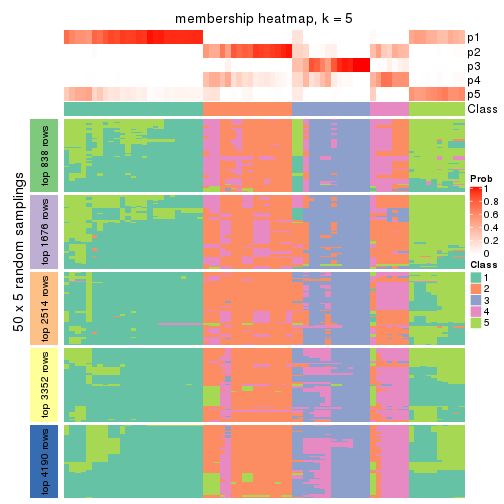 membership heatmap, k = 5
p1
p2
p3
p4
p5
Class
50 x 5 random samplings
top 838 rows
top 1676 rows
top 2514 rows
top 3352 rows
top 4190 rows
Prob
1
0.8
0.6
0.4
0.2
0
Class
1
2
3
4
5